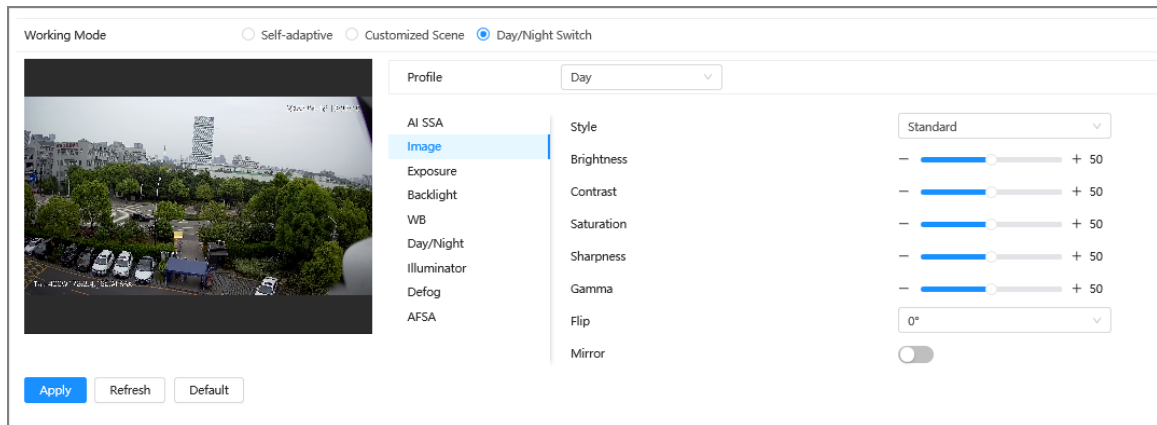 Working Mode
Self-adaptive
Customized Scene
Day/Night Switch
Profile
Day
AI SSA
Image
Exposure
Backlight
WB
Day/Night
Illuminator
Defog
AFSA
Style
Standard
Brightness
− + 50
Contrast
− + 50
Saturation
− + 50
Sharpness
− + 50
Gamma
− + 50
Flip
0°
Mirror
Apply
Refresh
Default